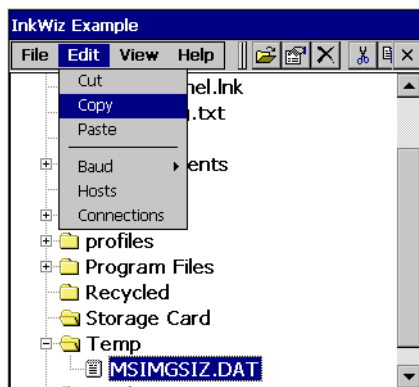 InkWiz Example
File Edit View Help
Cut
Copy
Paste
Baud
Hosts
Connections
nel.lnk
.txt
ents
profiles
Program Files
Recycled
Storage Card
Temp
MSIMGSIZ.DAT